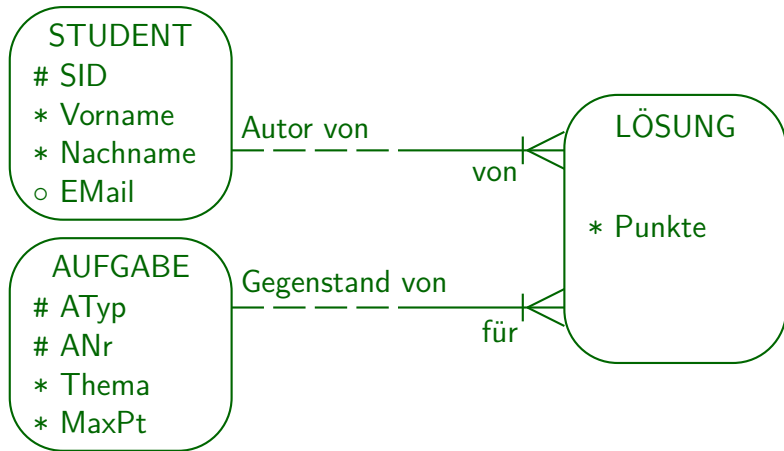 STUDENT
# SID
* Vorname
* Nachname
○ EMail
Autor von
von
LÖSUNG
* Punkte
AUFGABE
# ATyp
# ANr
* Thema
* MaxPt
Gegenstand von
für